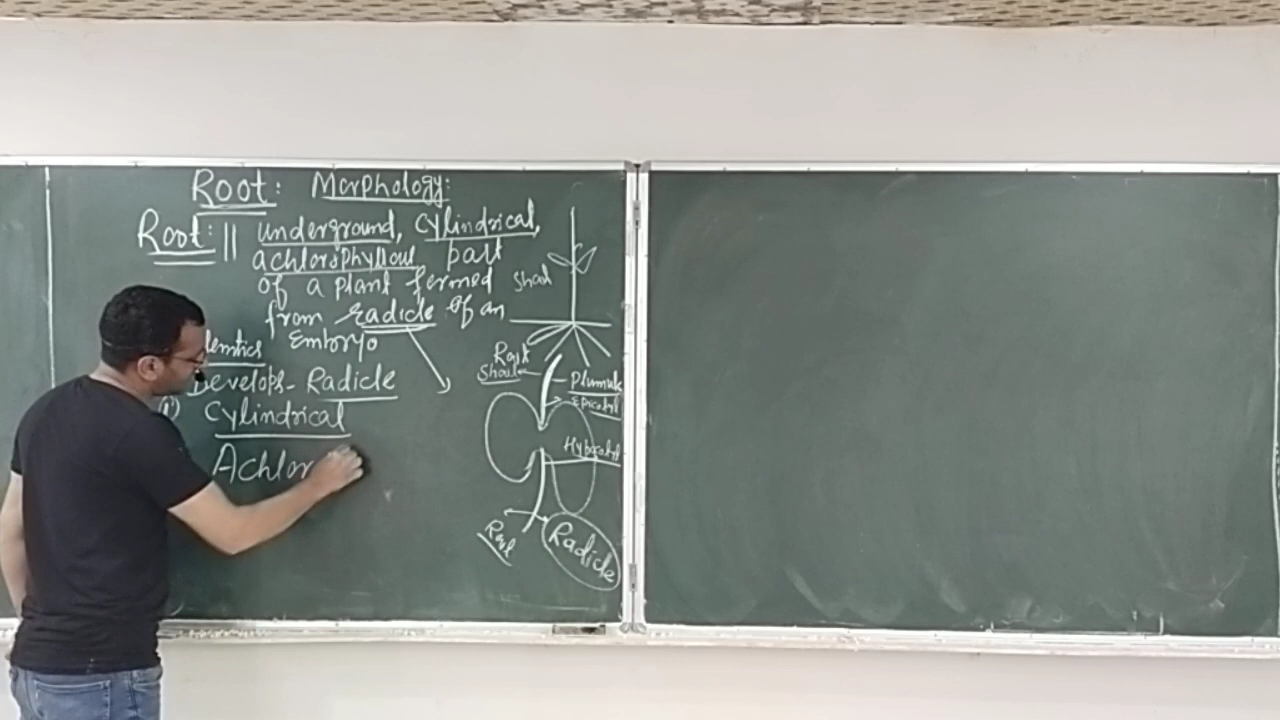 Root: Morphology:
Root: || underground, Cylindrical,
achlorophyllous part
of a plant formed
from radicle of an
Embryo
Develops - Radicle
Cylindrical
Achlor
Shoot
Root
Shoot
Plumule
Epicotyl
Hypocotyl
Root
Radicle